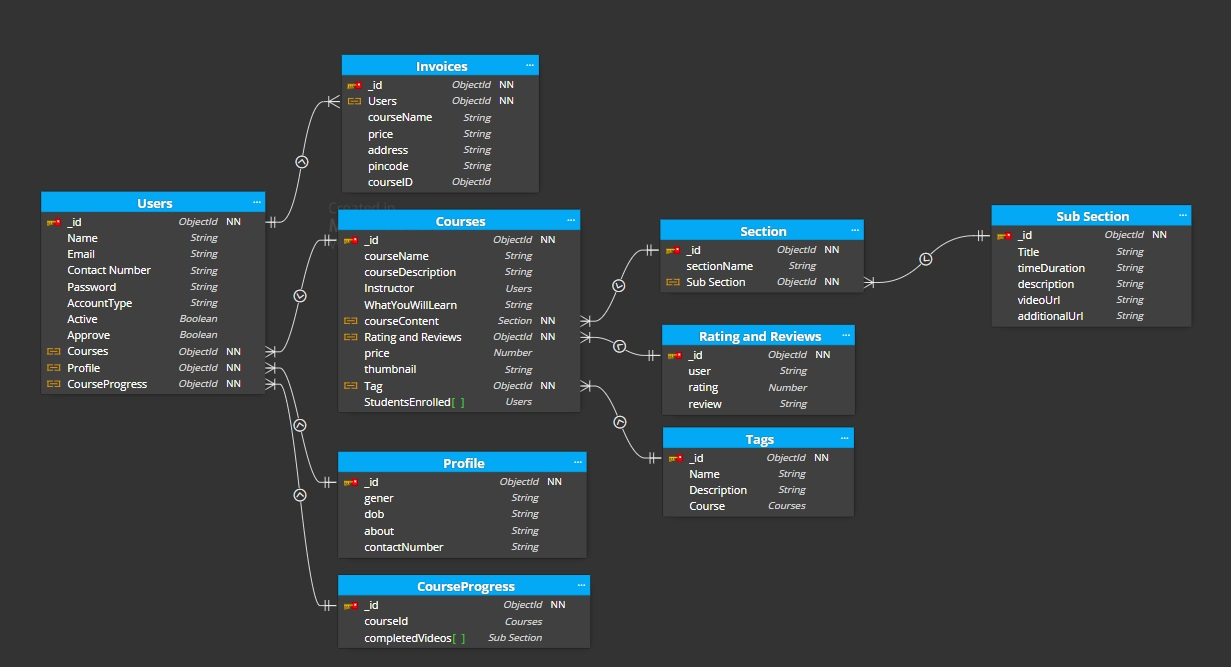 Invoices ...
_id ObjectId NN
Users ObjectId NN
courseName String
price String
address String
pincode String
courseID ObjectId
Users ...
_id ObjectId NN
Name String
Email String
Contact Number String
Password String
AccountType String
Active Boolean
Approve Boolean
Courses ObjectId NN
Profile ObjectId NN
CourseProgress ObjectId NN
Created in
Courses ...
_id ObjectId NN
courseName String
courseDescription String
Instructor Users
WhatYouWillLearn String
courseContent Section NN
Rating and Reviews ObjectId NN
price Number
thumbnail String
Tag ObjectId NN
StudentsEnrolled[ ] Users
Section ...
_id ObjectId NN
sectionName String
Sub Section ObjectId NN
Sub Section ...
_id ObjectId NN
Title String
timeDuration String
description String
videoUrl String
additionalUrl String
Rating and Reviews ...
_id ObjectId NN
user String
rating Number
review String
Tags ...
_id ObjectId NN
Name String
Description String
Course Courses
Profile ...
_id ObjectId NN
gener String
dob String
about String
contactNumber String
CourseProgress ...
_id ObjectId NN
courseId Courses
completedVideos[ ] Sub Section